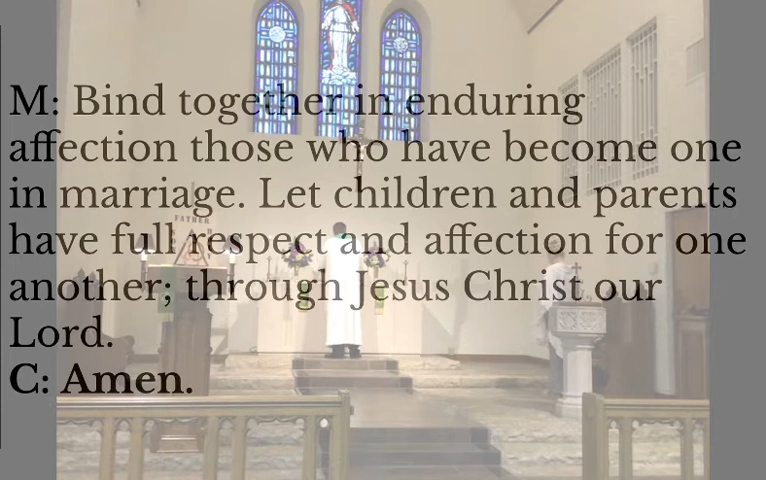 M: Bind together in enduring
affection those who have become one
in marriage. Let children and parents
have full respect and affection for one
another; through Jesus Christ our
Lord.
C: Amen.
FATHER